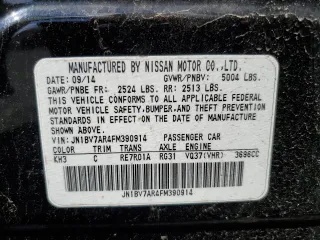 MANUFACTURED BY NISSAN MOTOR CO.,LTD.
DATE: 09/14 GVWR/PNBV: 5004 LBS.
GAWR/PNBE FR: 2524 LBS. RR: 2513 LBS.
THIS VEHICLE CONFORMS TO ALL APPLICABLE FEDERAL
MOTOR VEHICLE SAFETY, BUMPER, AND THEFT PREVENTION
STANDARDS IN EFFECT ON THE DATE OF
MANUFACTURE SHOWN ABOVE.
VIN: JN1BV7AR4FM390914 PASSENGER CAR
COLOR TRIM TRANS AXLE ENGINE
KH3 C RE7R01A RG31 VQ37(VHR) 3696CC
JN1BV7AR4FM390914